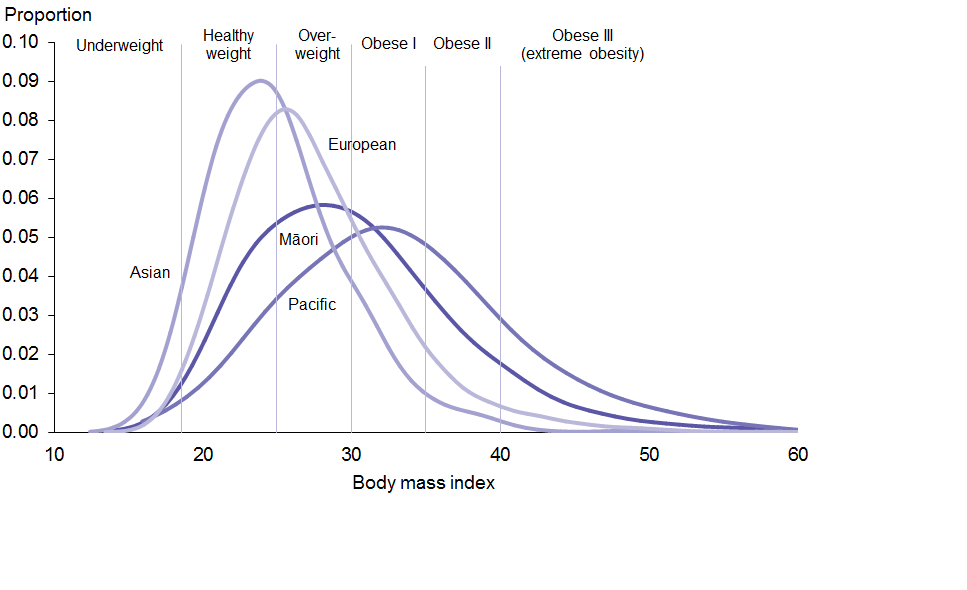 Proportion
0.10
0.09
0.08
0.07
0.06
0.05
0.04
0.03
0.02
0.01
0.00
Underweight
Healthy
weight
Over-
weight
Obese I
Obese II
Obese III
(extreme obesity)
European
Māori
Asian
Pacific
10 20 30 40 50 60
Body mass index